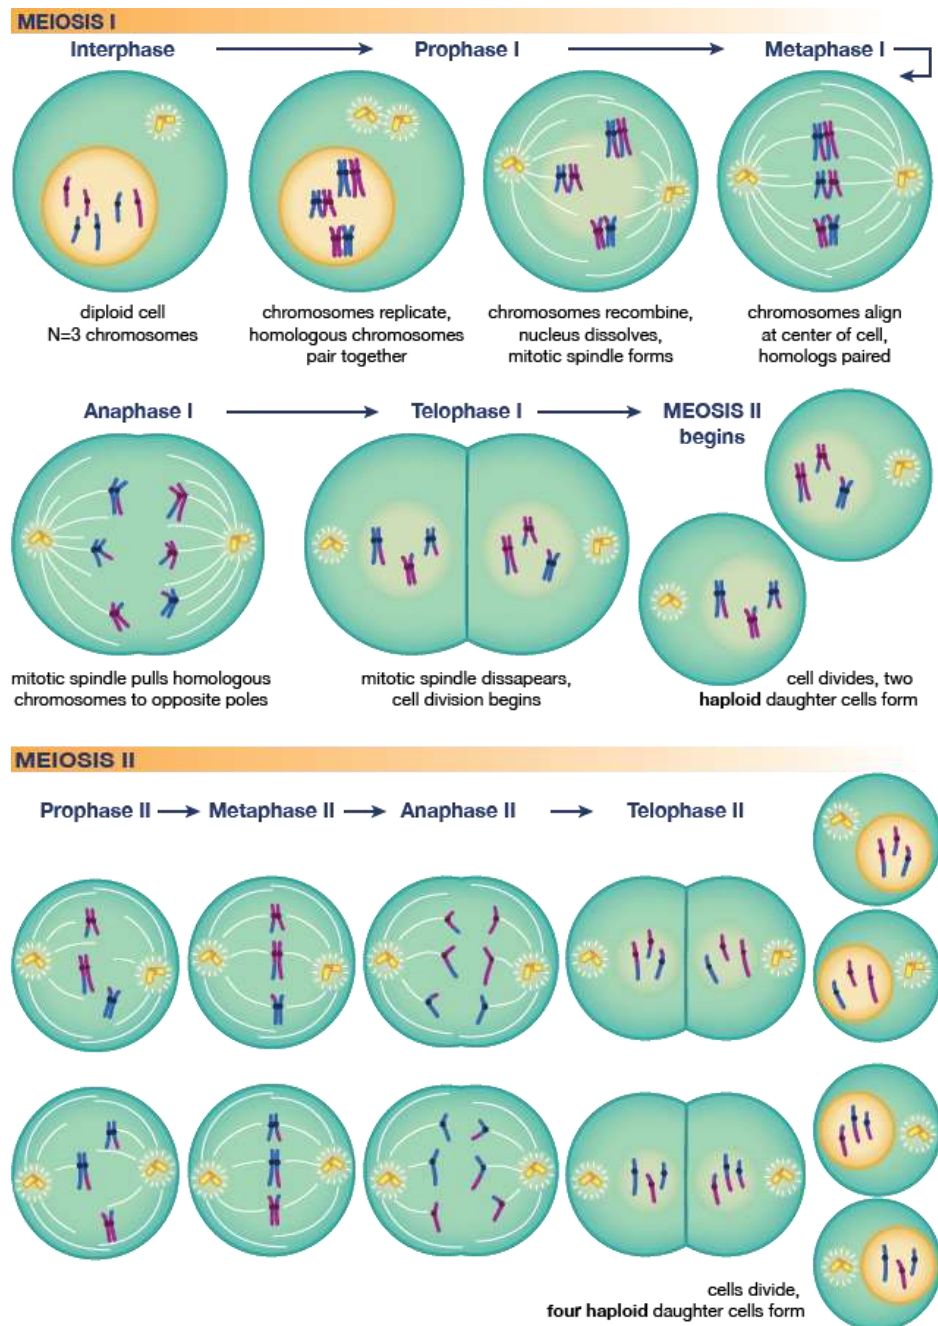 MEIOSIS I
Interphase
Prophase I
Metaphase I
diploid cell
N=3 chromosomes
chromosomes replicate,
homologous chromosomes
pair together
chromosomes recombine,
nucleus dissolves,
mitotic spindle forms
chromosomes align
at center of cell,
homologs paired
Anaphase I
Telophase I
MEOSIS II
begins
mitotic spindle pulls homologous
chromosomes to opposite poles
mitotic spindle dissapears,
cell division begins
cell divides, two
haploid daughter cells form
MEIOSIS II
Prophase II
Metaphase II
Anaphase II
Telophase II
cells divide,
four haploid daughter cells form